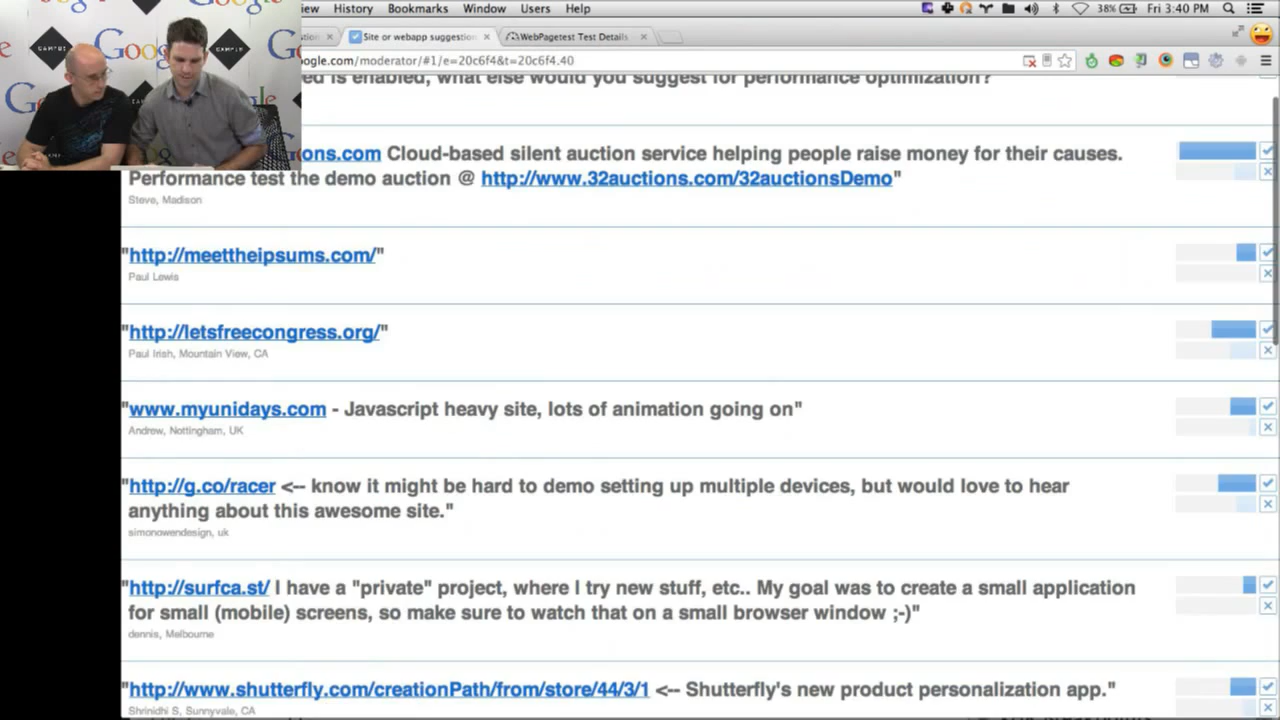 View History Bookmarks Window Users Help 38% Fri 3:40 PM
Site or webapp suggestion WebPagetest Test Details
google.com/moderator/#1/e=20c6f4&t=20c6f4.40
ed is enabled, what else would you suggest for performance optimization?
ons.com Cloud-based silent auction service helping people raise money for their causes.
Performance test the demo auction @ http://www.32auctions.com/32auctionsDemo"
Steve, Madison
"http://meettheipsums.com/"
Paul Lewis
"http://letsfreecongress.org/"
Paul Irish, Mountain View, CA
"www.myunidays.com - Javascript heavy site, lots of animation going on"
Andrew, Nottingham, UK
"http://g.co/racer <-- know it might be hard to demo setting up multiple devices, but would love to hear
anything about this awesome site."
simonowendesign, uk
"http://surfca.st/ I have a "private" project, where I try new stuff, etc.. My goal was to create a small application
for small (mobile) screens, so make sure to watch that on a small browser window ;-)"
dennis, Melbourne
"http://www.shutterfly.com/creationPath/from/store/44/3/1 <-- Shutterfly's new product personalization app."
Shrinidhi S, Sunnyvale, CA
Google
CAMPUS